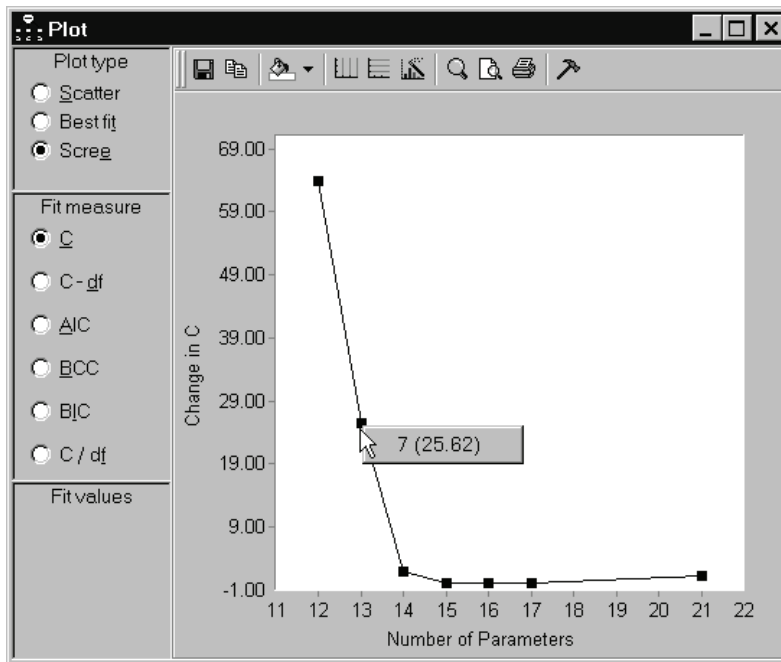 Plot
Plot type
Scatter
Best fit
Scree
Fit measure
C
C - df
AIC
BCC
BIC
C / df
Fit values
Change in C
69.00
59.00
49.00
39.00
29.00
19.00
9.00
-1.00
7 (25.62)
11 12 13 14 15 16 17 18 19 20 21 22
Number of Parameters